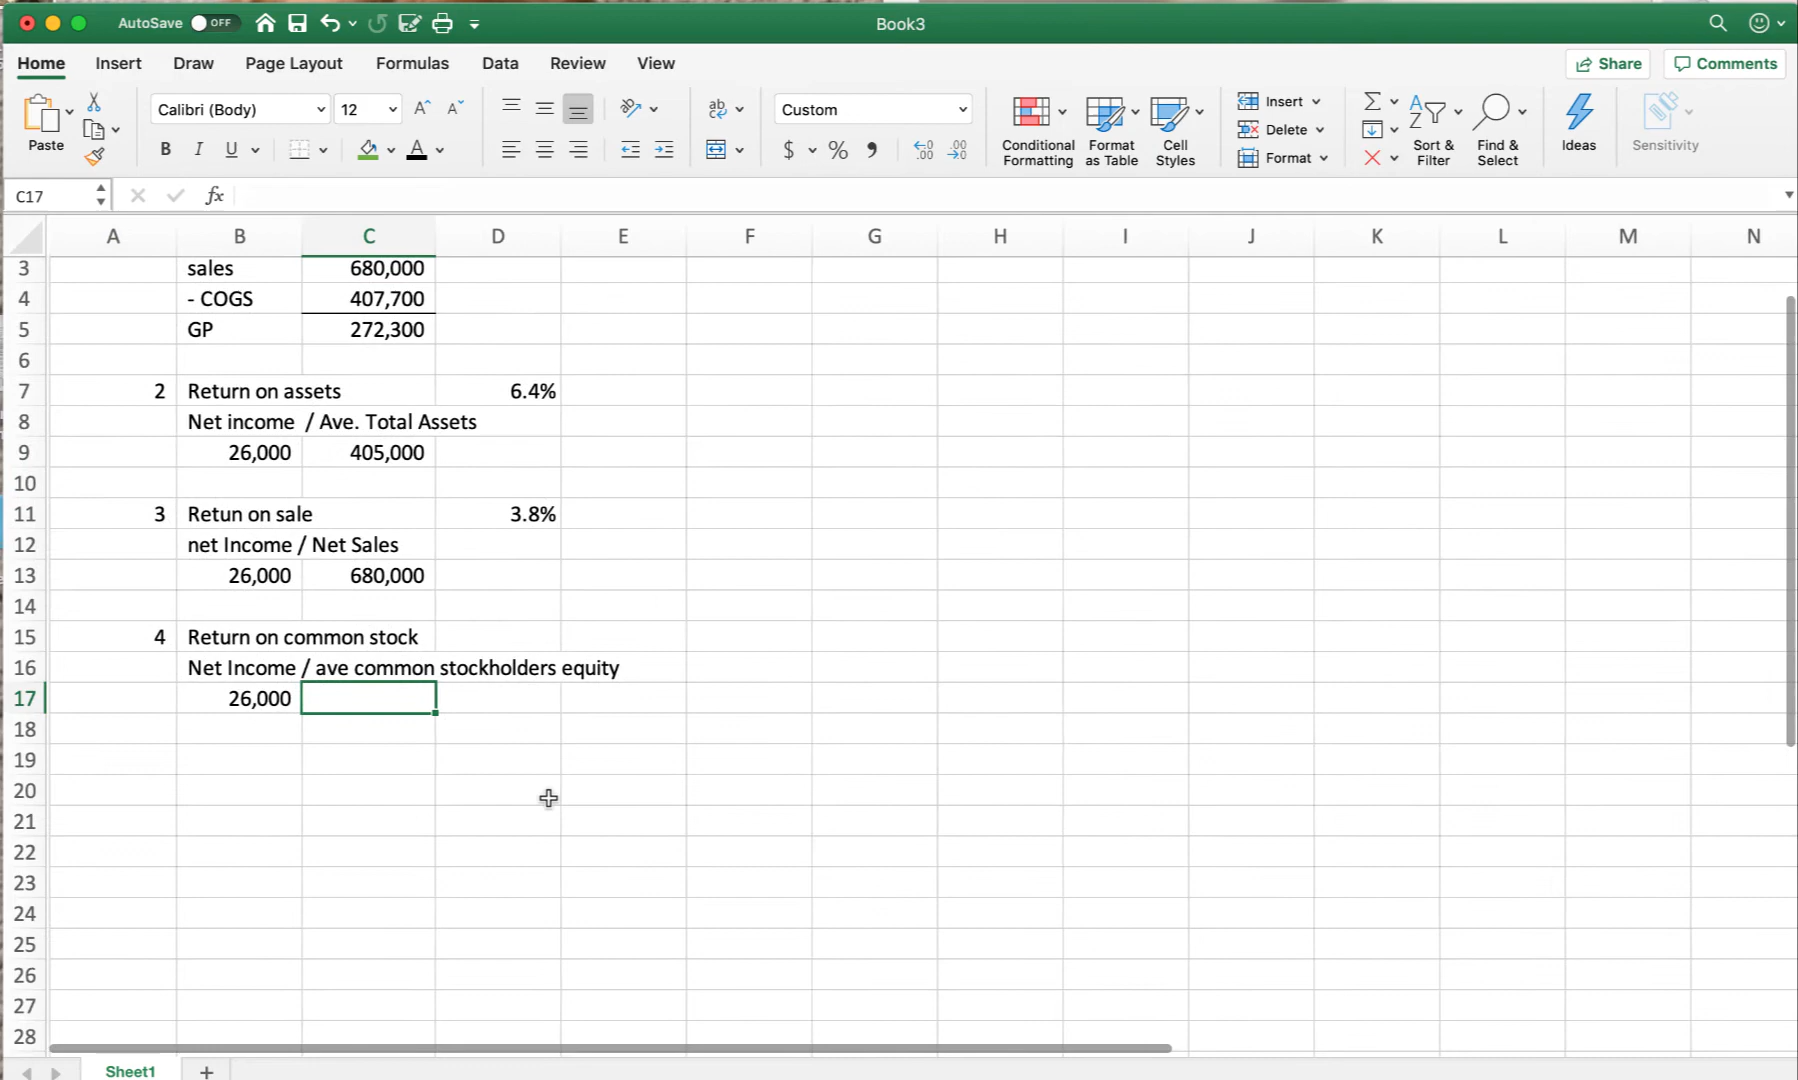 AutoSave OFF Book3
Home Insert Draw Page Layout Formulas Data Review View Share Comments
Paste Calibri (Body) 12 A A ab Custom Insert Delete Format Conditional Formatting Format as Table Cell Styles Sort & Filter Find & Select Ideas Sensitivity
B I U A $ % A Z
C17 fx
A B C D E F G H I J K L M N
3 sales 680,000
4 - COGS 407,700
5 GP 272,300
6
7 2 Return on assets 6.4%
8 Net income / Ave. Total Assets
9 26,000 405,000
10
11 3 Retun on sale 3.8%
12 net Income / Net Sales
13 26,000 680,000
14
15 4 Return on common stock
16 Net Income / ave common stockholders equity
17 26,000
18
19
20
21
22
23
24
25
26
27
28
Sheet1 +